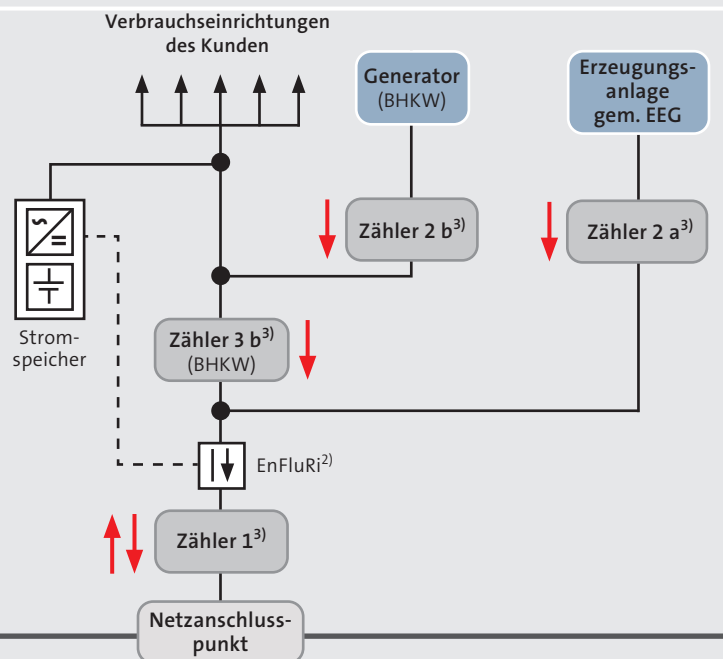 Verbrauchseinrichtungen
des Kunden
Generator
(BHKW)
Erzeugungs-
anlage
gem. EEG
Zähler 2 b³⁾
Zähler 2 a³⁾
Strom-
speicher
Zähler 3 b³⁾
(BHKW)
EnFluRi²⁾
Zähler 1³⁾
Netzanschluss-
punkt